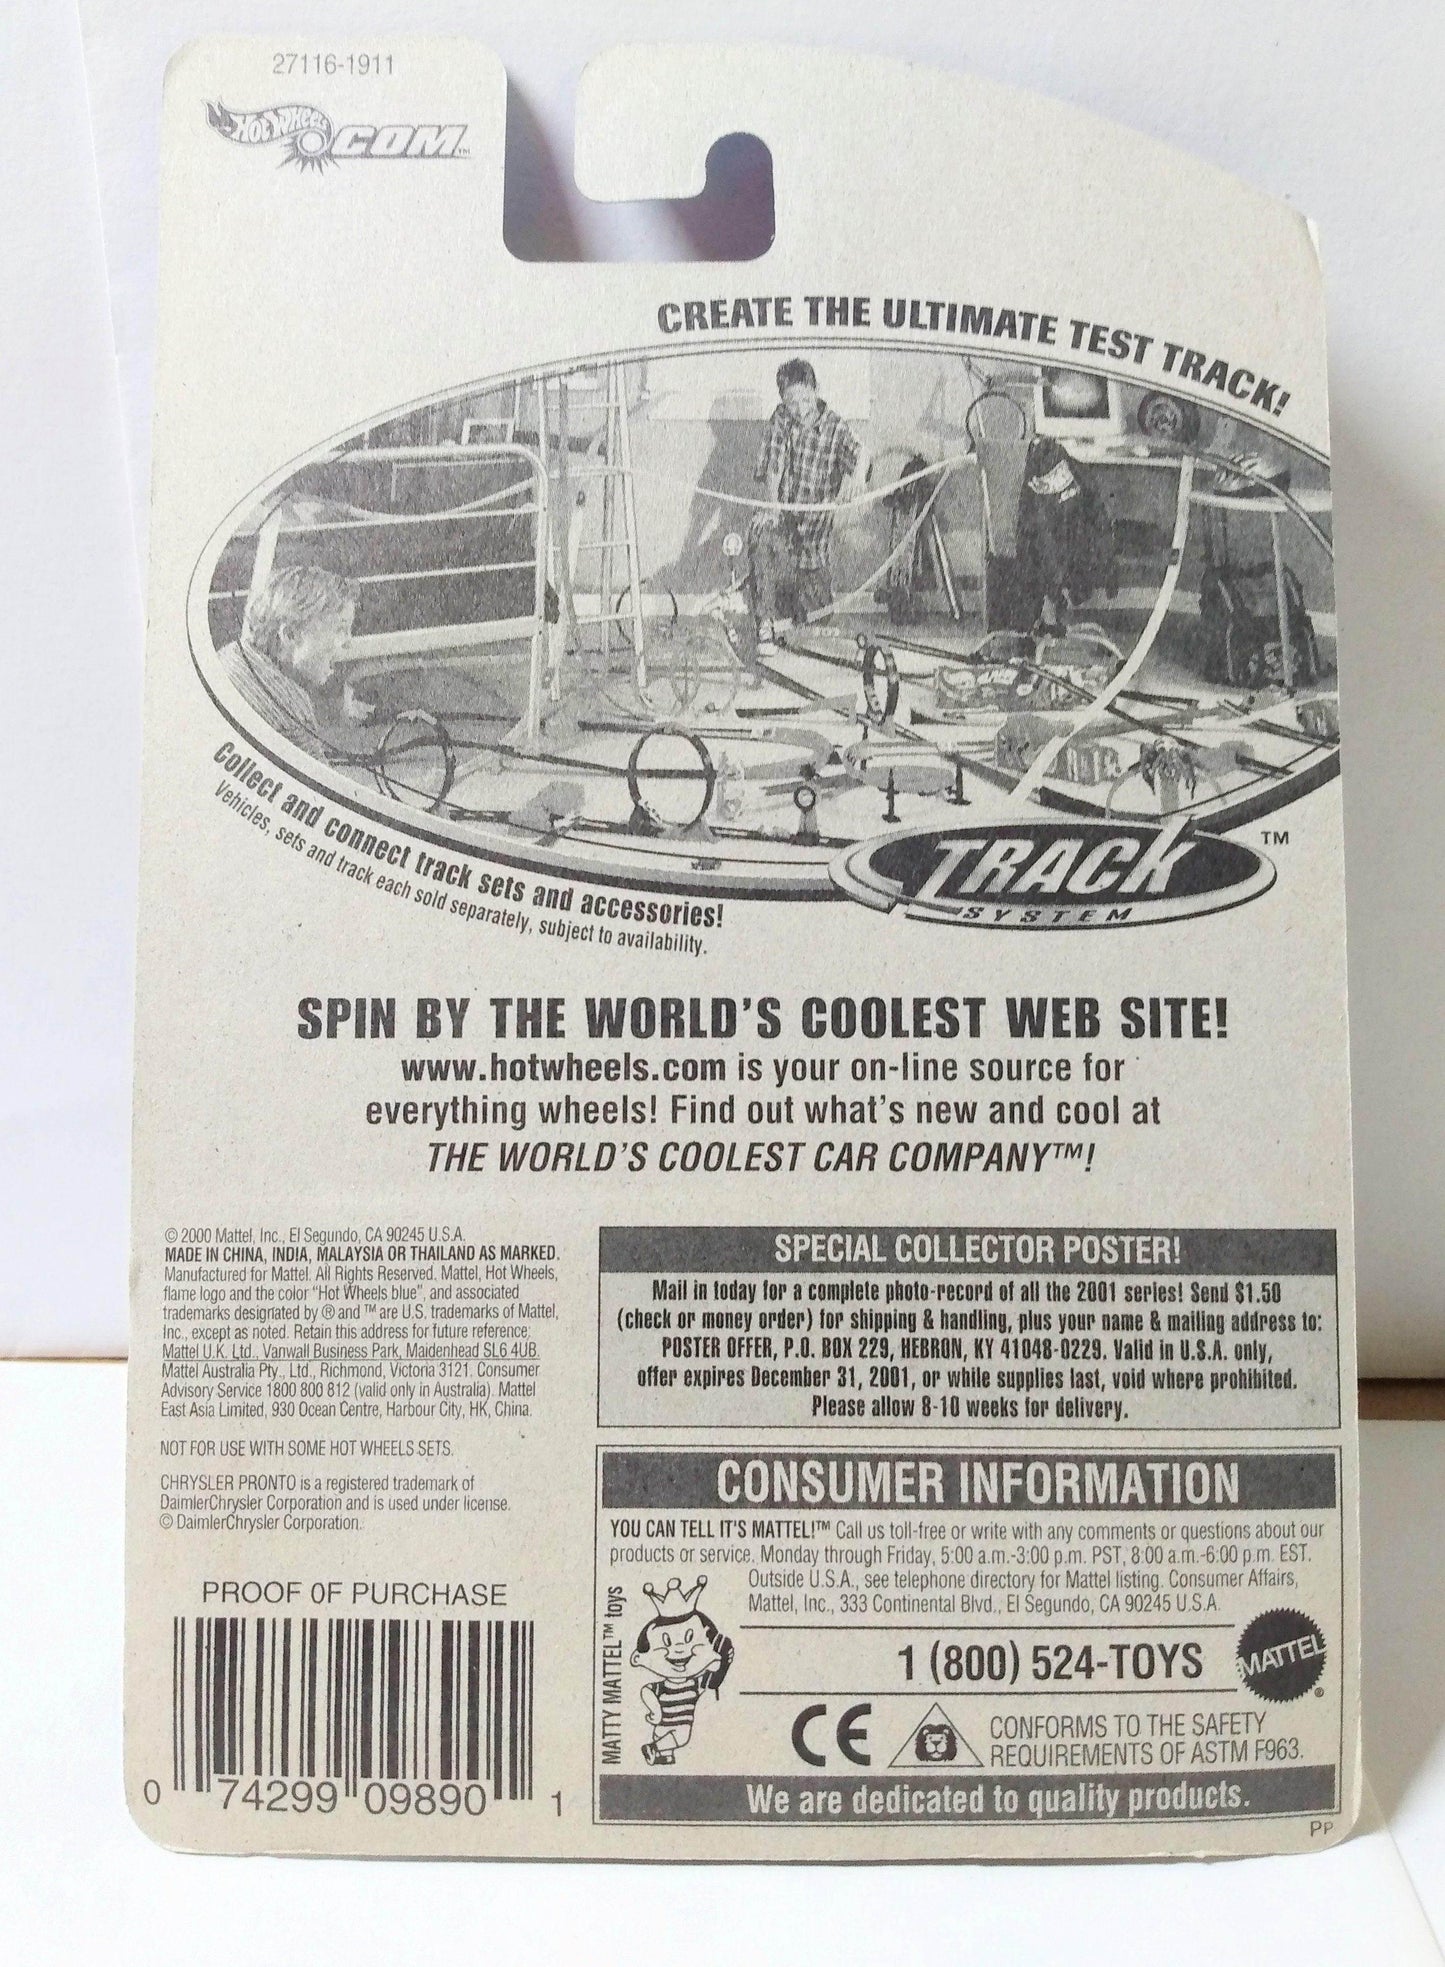 27116-1911
HOT WHEELS .COM™
CREATE THE ULTIMATE TEST TRACK!
Collect and connect track sets and accessories!
Vehicles, sets and track each sold separately, subject to availability.
TRACK ™
SYSTEM
SPIN BY THE WORLD'S COOLEST WEB SITE!
www.hotwheels.com is your on-line source for
everything wheels! Find out what's new and cool at
THE WORLD'S COOLEST CAR COMPANY™!
© 2000 Mattel, Inc., El Segundo, CA 90245 U.S.A.
MADE IN CHINA, INDIA, MALAYSIA OR THAILAND AS MARKED.
Manufactured for Mattel. All Rights Reserved. Mattel, Hot Wheels,
flame logo and the color "Hot Wheels blue", and associated
trademarks designated by ® and ™ are U.S. trademarks of Mattel,
Inc., except as noted. Retain this address for future reference:
Mattel U.K. Ltd., Vanwall Business Park, Maidenhead SL6 4UB.
Mattel Australia Pty., Ltd., Richmond, Victoria 3121. Consumer
Advisory Service 1800 800 812 (valid only in Australia). Mattel
East Asia Limited, 930 Ocean Centre, Harbour City, HK, China.
NOT FOR USE WITH SOME HOT WHEELS SETS.
CHRYSLER PRONTO is a registered trademark of
DaimlerChrysler Corporation and is used under license.
© DaimlerChrysler Corporation.
PROOF OF PURCHASE
0 74299 09890 1
SPECIAL COLLECTOR POSTER!
Mail in today for a complete photo-record of all the 2001 series! Send $1.50
(check or money order) for shipping & handling, plus your name & mailing address to:
POSTER OFFER, P.O. BOX 229, HEBRON, KY 41048-0229. Valid in U.S.A. only,
offer expires December 31, 2001, or while supplies last, void where prohibited.
Please allow 8-10 weeks for delivery.
CONSUMER INFORMATION
YOU CAN TELL IT'S MATTEL!™ Call us toll-free or write with any comments or questions about our
products or service. Monday through Friday, 5:00 a.m.-3:00 p.m. PST, 8:00 a.m.-6:00 p.m. EST.
Outside U.S.A., see telephone directory for Mattel listing. Consumer Affairs,
Mattel, Inc., 333 Continental Blvd., El Segundo, CA 90245 U.S.A.
MATTY MATTEL™ toys
1 (800) 524-TOYS
MATTEL ®
CE
CONFORMS TO THE SAFETY
REQUIREMENTS OF ASTM F963.
We are dedicated to quality products.
PP